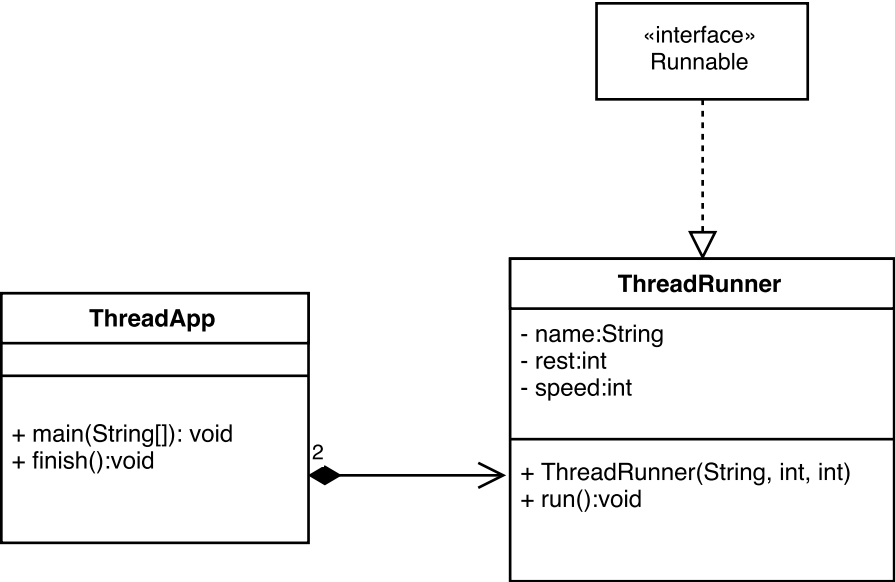 «interface»
Runnable
ThreadRunner
- name:String
- rest:int
- speed:int
+ ThreadRunner(String, int, int)
+ run():void
ThreadApp
+ main(String[]): void
+ finish():void
2